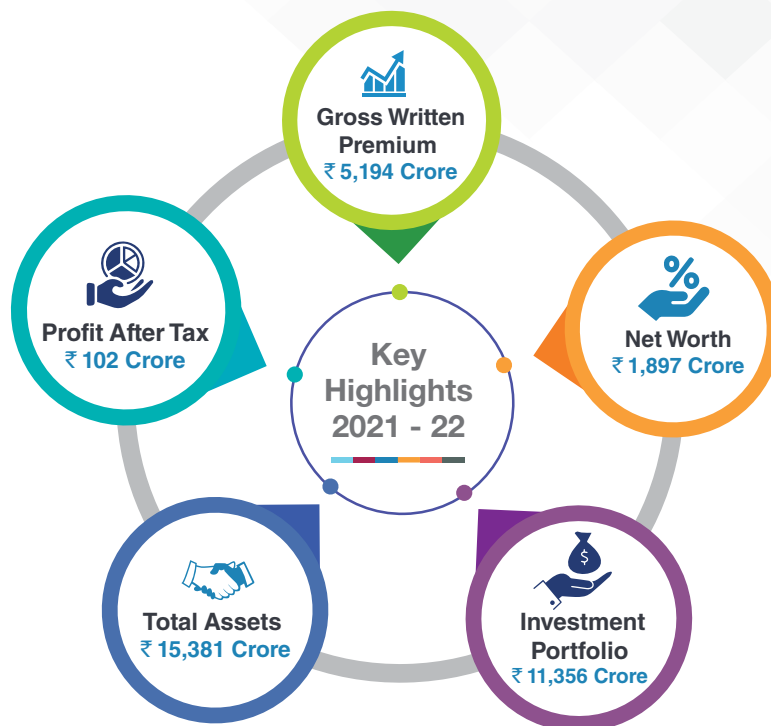 Gross Written
Premium
₹ 5,194 Crore
Net Worth
₹ 1,897 Crore
Profit After Tax
₹ 102 Crore
Key
Highlights
2021 - 22
$
Investment
Portfolio
₹ 11,356 Crore
Total Assets
₹ 15,381 Crore
%